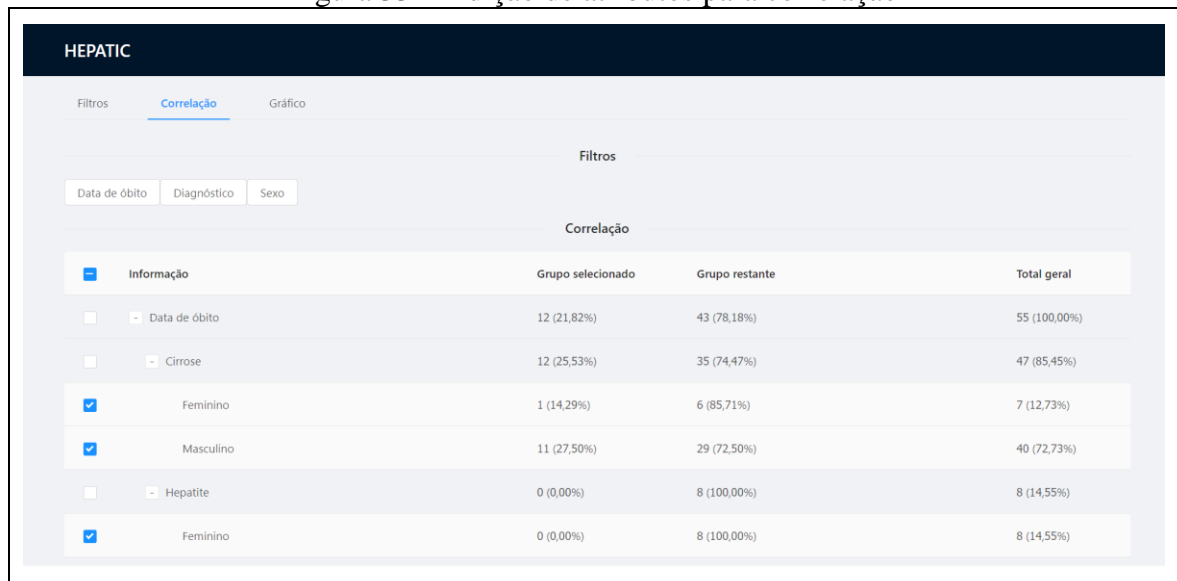 HEPATIC
Filtros Correlação Gráfico
Filtros
Data de óbito Diagnóstico Sexo
Correlação
Informação Grupo selecionado Grupo restante Total geral
- Data de óbito 12 (21,82%) 43 (78,18%) 55 (100,00%)
- Cirrose 12 (25,53%) 35 (74,47%) 47 (85,45%)
Feminino 1 (14,29%) 6 (85,71%) 7 (12,73%)
Masculino 11 (27,50%) 29 (72,50%) 40 (72,73%)
- Hepatite 0 (0,00%) 8 (100,00%) 8 (14,55%)
Feminino 0 (0,00%) 8 (100,00%) 8 (14,55%)